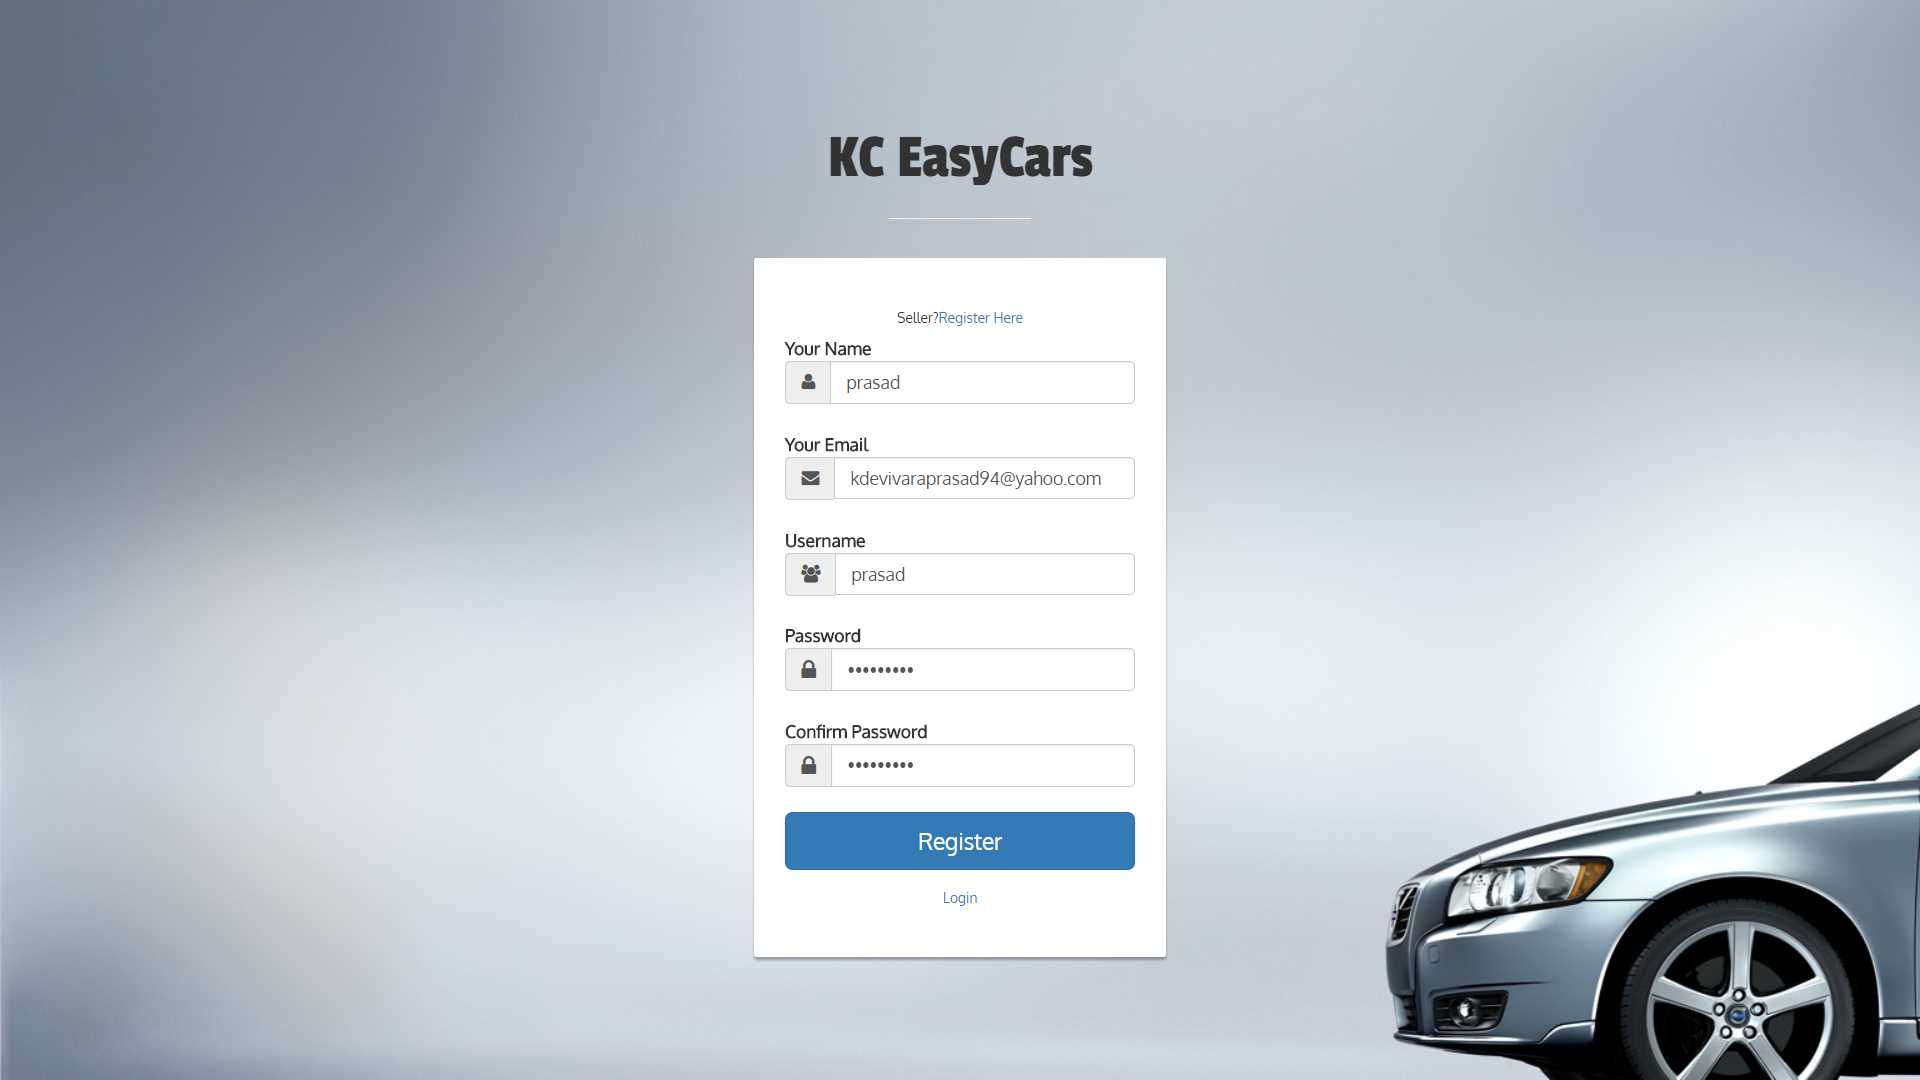 KC EasyCars
Seller?Register Here
Your Name
prasad
Your Email
kdevivaraprasad94@yahoo.com
Username
prasad
Password
•••••••••
Confirm Password
•••••••••
Register
Login